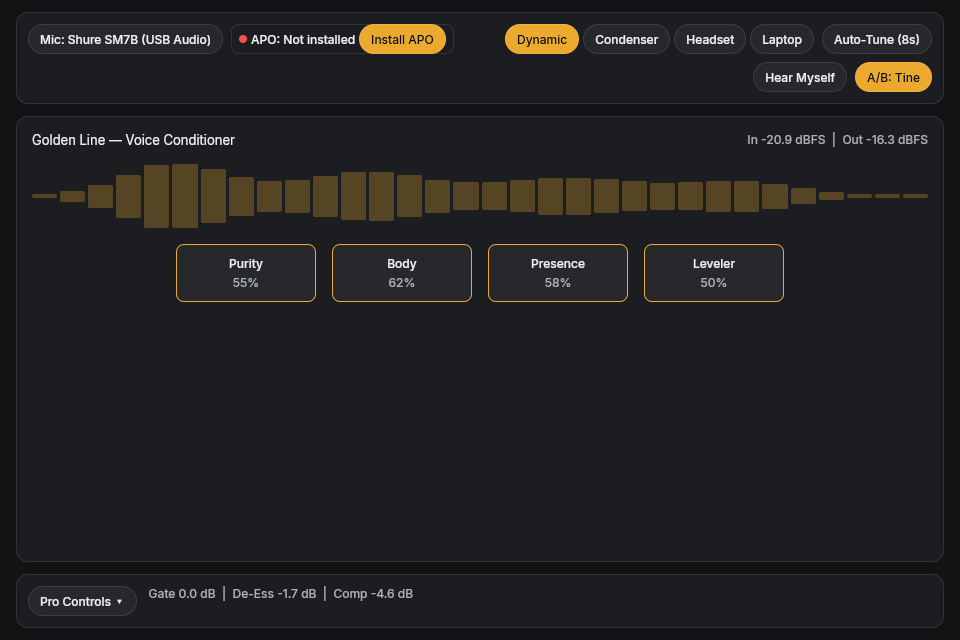 Mic: Shure SM7B (USB Audio) APO: Not installed Install APO Dynamic Condenser Headset Laptop Auto-Tune (8s)
Hear Myself A/B: Tine
Golden Line — Voice Conditioner In -20.9 dBFS | Out -16.3 dBFS
Purity Body Presence Leveler
55% 62% 58% 50%
Pro Controls ▾ Gate 0.0 dB | De-Ess -1.7 dB | Comp -4.6 dB